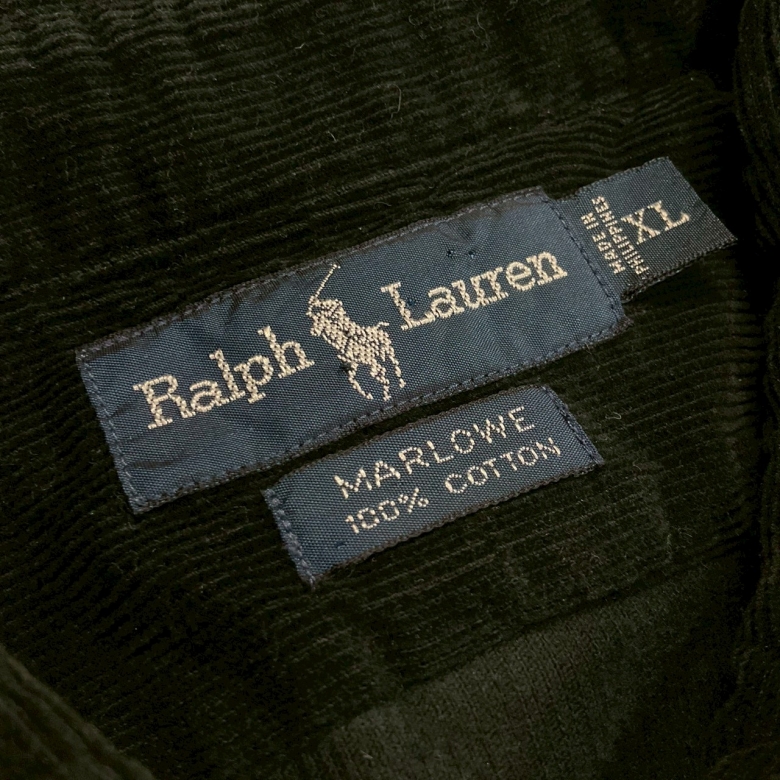 Ralph Lauren
XL
MADE IN
PHILIPPINES
MARLOWE
100% COTTON